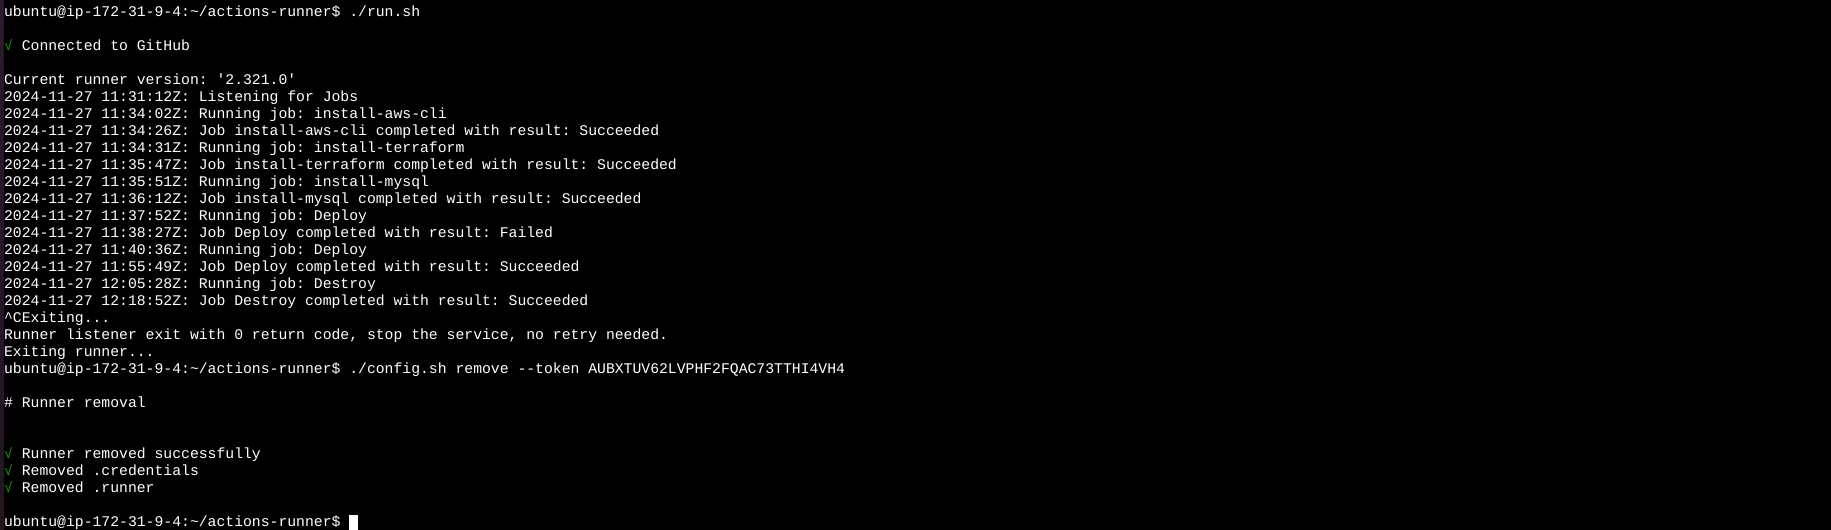 ubuntu@ip-172-31-9-4:~/actions-runner$ ./run.sh
√ Connected to GitHub
Current runner version: '2.321.0'
2024-11-27 11:31:12Z: Listening for Jobs
2024-11-27 11:34:02Z: Running job: install-aws-cli
2024-11-27 11:34:26Z: Job install-aws-cli completed with result: Succeeded
2024-11-27 11:34:31Z: Running job: install-terraform
2024-11-27 11:35:47Z: Job install-terraform completed with result: Succeeded
2024-11-27 11:35:51Z: Running job: install-mysql
2024-11-27 11:36:12Z: Job install-mysql completed with result: Succeeded
2024-11-27 11:37:52Z: Running job: Deploy
2024-11-27 11:38:27Z: Job Deploy completed with result: Failed
2024-11-27 11:40:36Z: Running job: Deploy
2024-11-27 11:55:49Z: Job Deploy completed with result: Succeeded
2024-11-27 12:05:28Z: Running job: Destroy
2024-11-27 12:18:52Z: Job Destroy completed with result: Succeeded
^CExiting...
Runner listener exit with 0 return code, stop the service, no retry needed.
Exiting runner...
ubuntu@ip-172-31-9-4:~/actions-runner$ ./config.sh remove --token AUBXTUV62LVPHF2FQAC73TTHI4VH4
# Runner removal
√ Runner removed successfully
√ Removed .credentials
√ Removed .runner
ubuntu@ip-172-31-9-4:~/actions-runner$